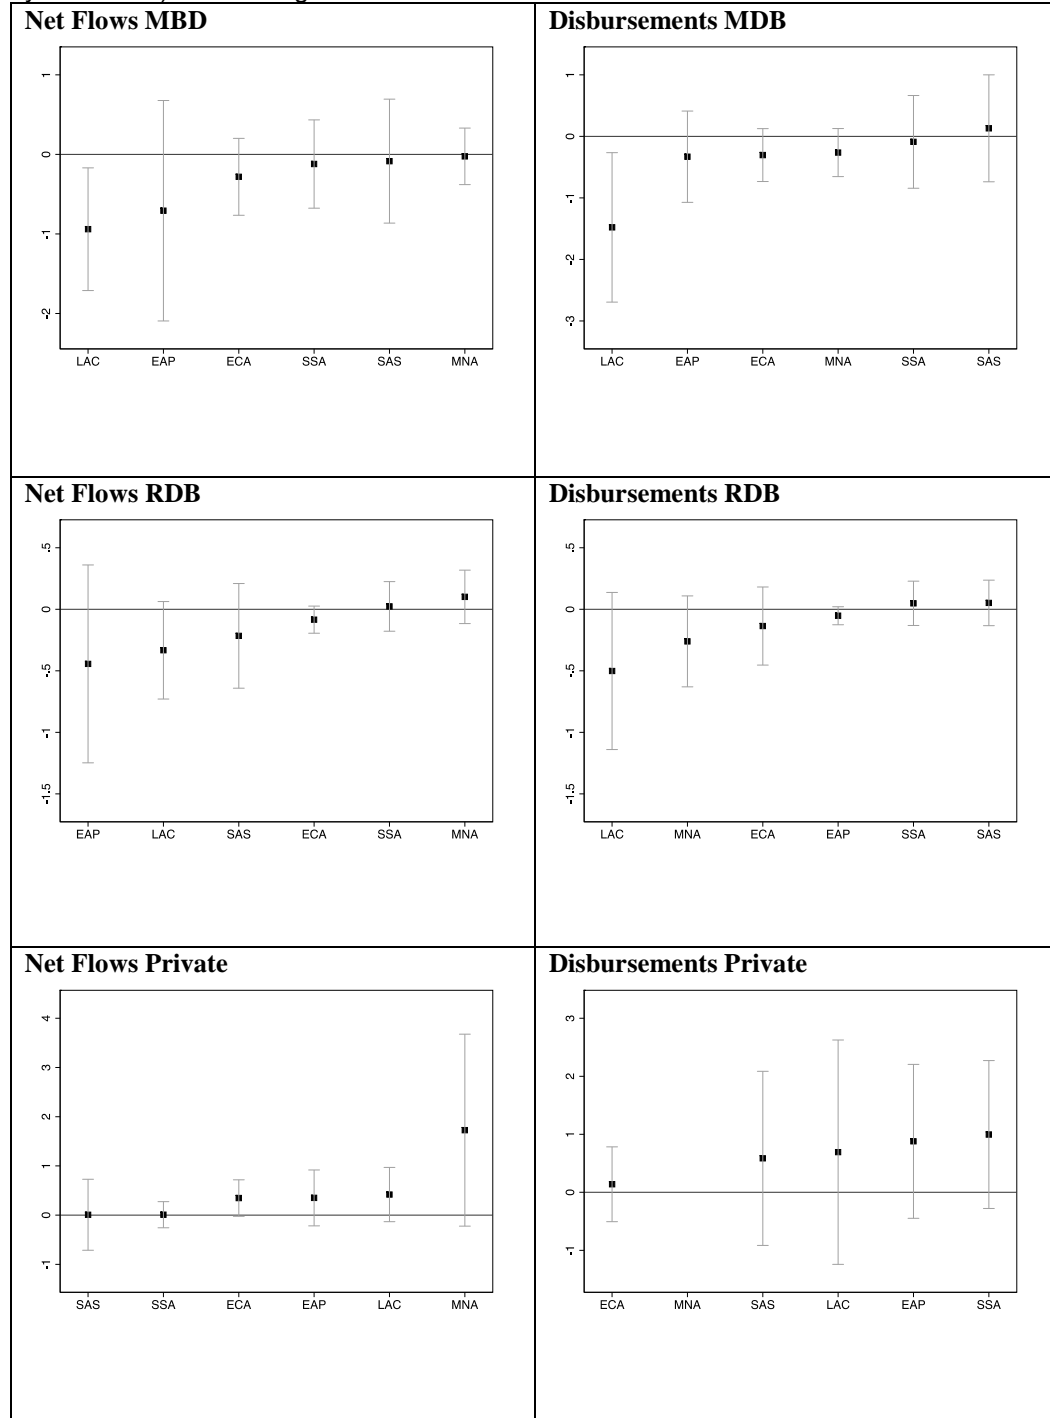 Net Flows MBD
1
0
-1
-2
LAC EAP ECA SSA SAS MNA
Disbursements MDB
1
0
-1
-2
-3
LAC EAP ECA MNA SSA SAS
Net Flows RDB
.5
0
-.5
-1
-1.5
EAP LAC SAS ECA SSA MNA
Disbursements RDB
.5
0
-.5
-1
-1.5
LAC MNA ECA EAP SSA SAS
Net Flows Private
4
3
2
1
0
-1
SAS SSA ECA EAP LAC MNA
Disbursements Private
3
2
1
0
-1
ECA MNA SAS LAC EAP SSA